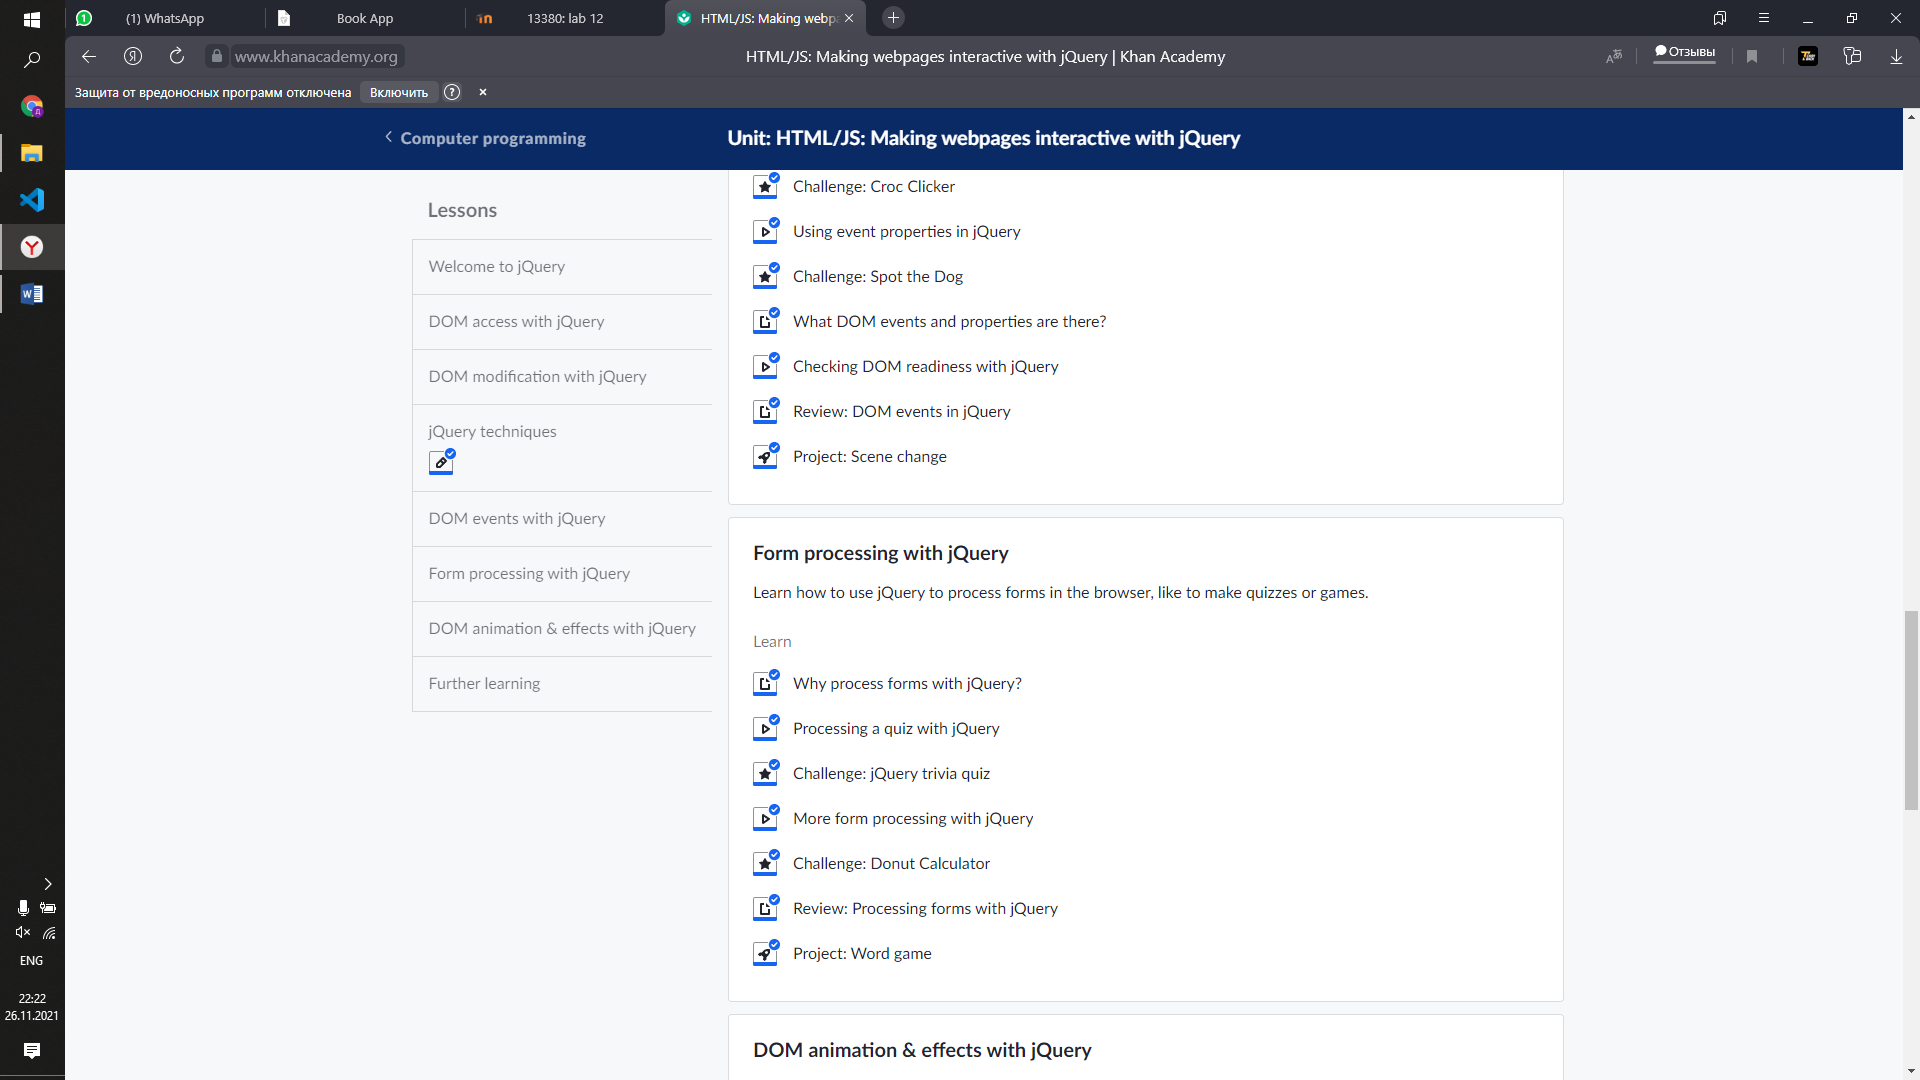 (1) WhatsApp
Book App
13380: lab 12
HTML/JS: Making webp
www.khanacademy.org
HTML/JS: Making webpages interactive with jQuery | Khan Academy
Отзывы
Защита от вредоносных программ отключена
Включить
Computer programming
Unit: HTML/JS: Making webpages interactive with jQuery
Lessons
Welcome to jQuery
DOM access with jQuery
DOM modification with jQuery
jQuery techniques
DOM events with jQuery
Form processing with jQuery
DOM animation & effects with jQuery
Further learning
Challenge: Croc Clicker
Using event properties in jQuery
Challenge: Spot the Dog
What DOM events and properties are there?
Checking DOM readiness with jQuery
Review: DOM events in jQuery
Project: Scene change
Form processing with jQuery
Learn how to use jQuery to process forms in the browser, like to make quizzes or games.
Learn
Why process forms with jQuery?
Processing a quiz with jQuery
Challenge: jQuery trivia quiz
More form processing with jQuery
Challenge: Donut Calculator
Review: Processing forms with jQuery
Project: Word game
DOM animation & effects with jQuery
ENG
22:22
26.11.2021